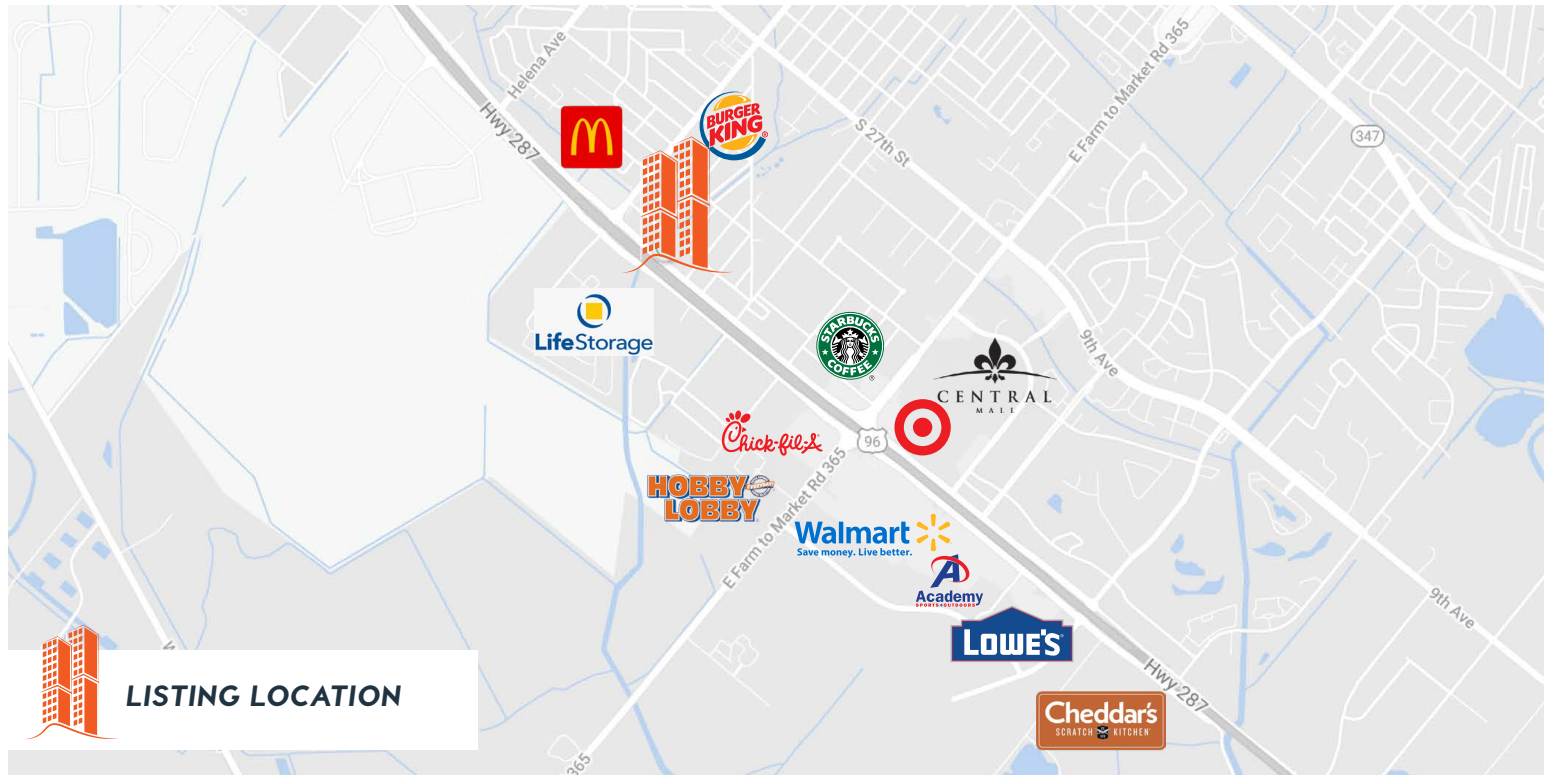 Helena Ave
Hwy 287
BURGER
KING
®
S 27th St
E Farm to Market Rd 365
347
LifeStorage
STARBUCKS
COFFEE
®
9th Ave
CENTRAL
MALL
Chick-fil-A
96
HOBBY
LOBBY
E Farm to Market Rd 365
Walmart
Save money. Live better.
Academy
SPORTS+OUTDOORS
LOWE'S
9th Ave
Hwy 287
Cheddar's
SCRATCH KITCHEN
LISTING LOCATION
365